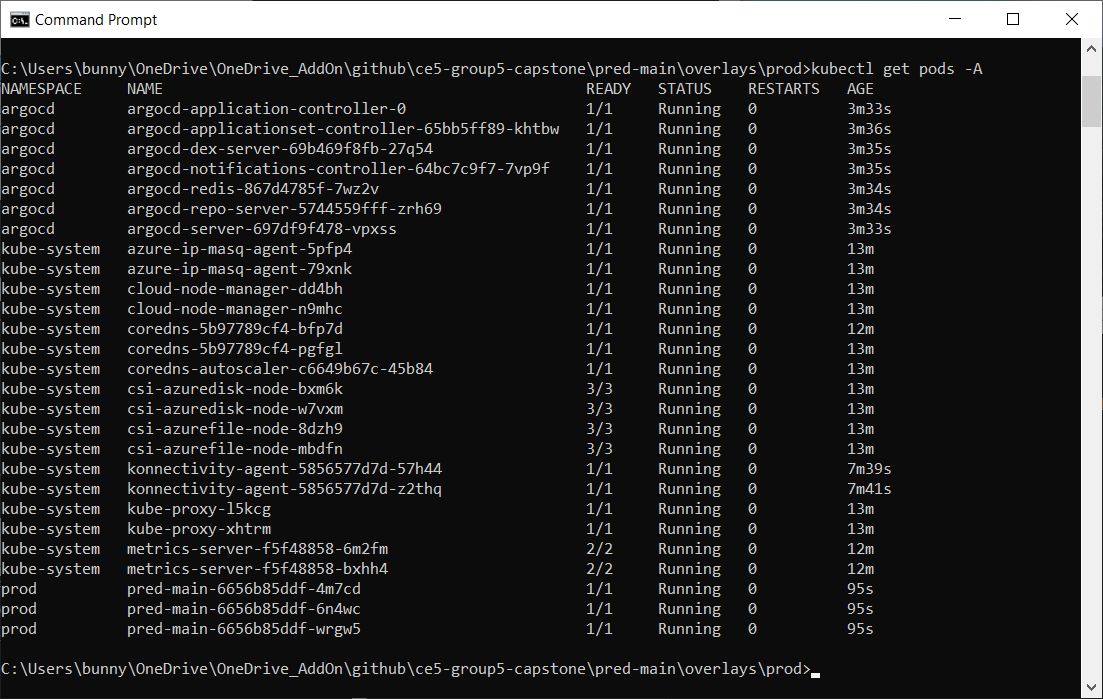 Command Prompt
C:\Users\bunny\OneDrive\OneDrive_AddOn\github\ce5-group5-capstone\pred-main\overlays\prod>kubectl get pods -A
NAMESPACE NAME READY STATUS RESTARTS AGE
argocd argocd-application-controller-0 1/1 Running 0 3m33s
argocd argocd-applicationset-controller-65bb5ff89-khtbw 1/1 Running 0 3m36s
argocd argocd-dex-server-69b469f8fb-27q54 1/1 Running 0 3m35s
argocd argocd-notifications-controller-64bc7c9f7-7vp9f 1/1 Running 0 3m35s
argocd argocd-redis-867d4785f-7wz2v 1/1 Running 0 3m34s
argocd argocd-repo-server-5744559fff-zrh69 1/1 Running 0 3m34s
argocd argocd-server-697df9f478-vpxss 1/1 Running 0 3m33s
kube-system azure-ip-masq-agent-5pfp4 1/1 Running 0 13m
kube-system azure-ip-masq-agent-79xnk 1/1 Running 0 13m
kube-system cloud-node-manager-dd4bh 1/1 Running 0 13m
kube-system cloud-node-manager-n9mhc 1/1 Running 0 13m
kube-system coredns-5b97789cf4-bfp7d 1/1 Running 0 12m
kube-system coredns-5b97789cf4-pgfgl 1/1 Running 0 13m
kube-system coredns-autoscaler-c6649b67c-45b84 1/1 Running 0 13m
kube-system csi-azuredisk-node-bxm6k 3/3 Running 0 13m
kube-system csi-azuredisk-node-w7vxm 3/3 Running 0 13m
kube-system csi-azurefile-node-8dzh9 3/3 Running 0 13m
kube-system csi-azurefile-node-mbdfn 3/3 Running 0 13m
kube-system konnectivity-agent-5856577d7d-57h44 1/1 Running 0 7m39s
kube-system konnectivity-agent-5856577d7d-z2thq 1/1 Running 0 7m41s
kube-system kube-proxy-l5kcg 1/1 Running 0 13m
kube-system kube-proxy-xhtrm 1/1 Running 0 13m
kube-system metrics-server-f5f48858-6m2fm 2/2 Running 0 12m
kube-system metrics-server-f5f48858-bxhh4 2/2 Running 0 12m
prod pred-main-6656b85ddf-4m7cd 1/1 Running 0 95s
prod pred-main-6656b85ddf-6n4wc 1/1 Running 0 95s
prod pred-main-6656b85ddf-wrgw5 1/1 Running 0 95s
C:\Users\bunny\OneDrive\OneDrive_AddOn\github\ce5-group5-capstone\pred-main\overlays\prod>